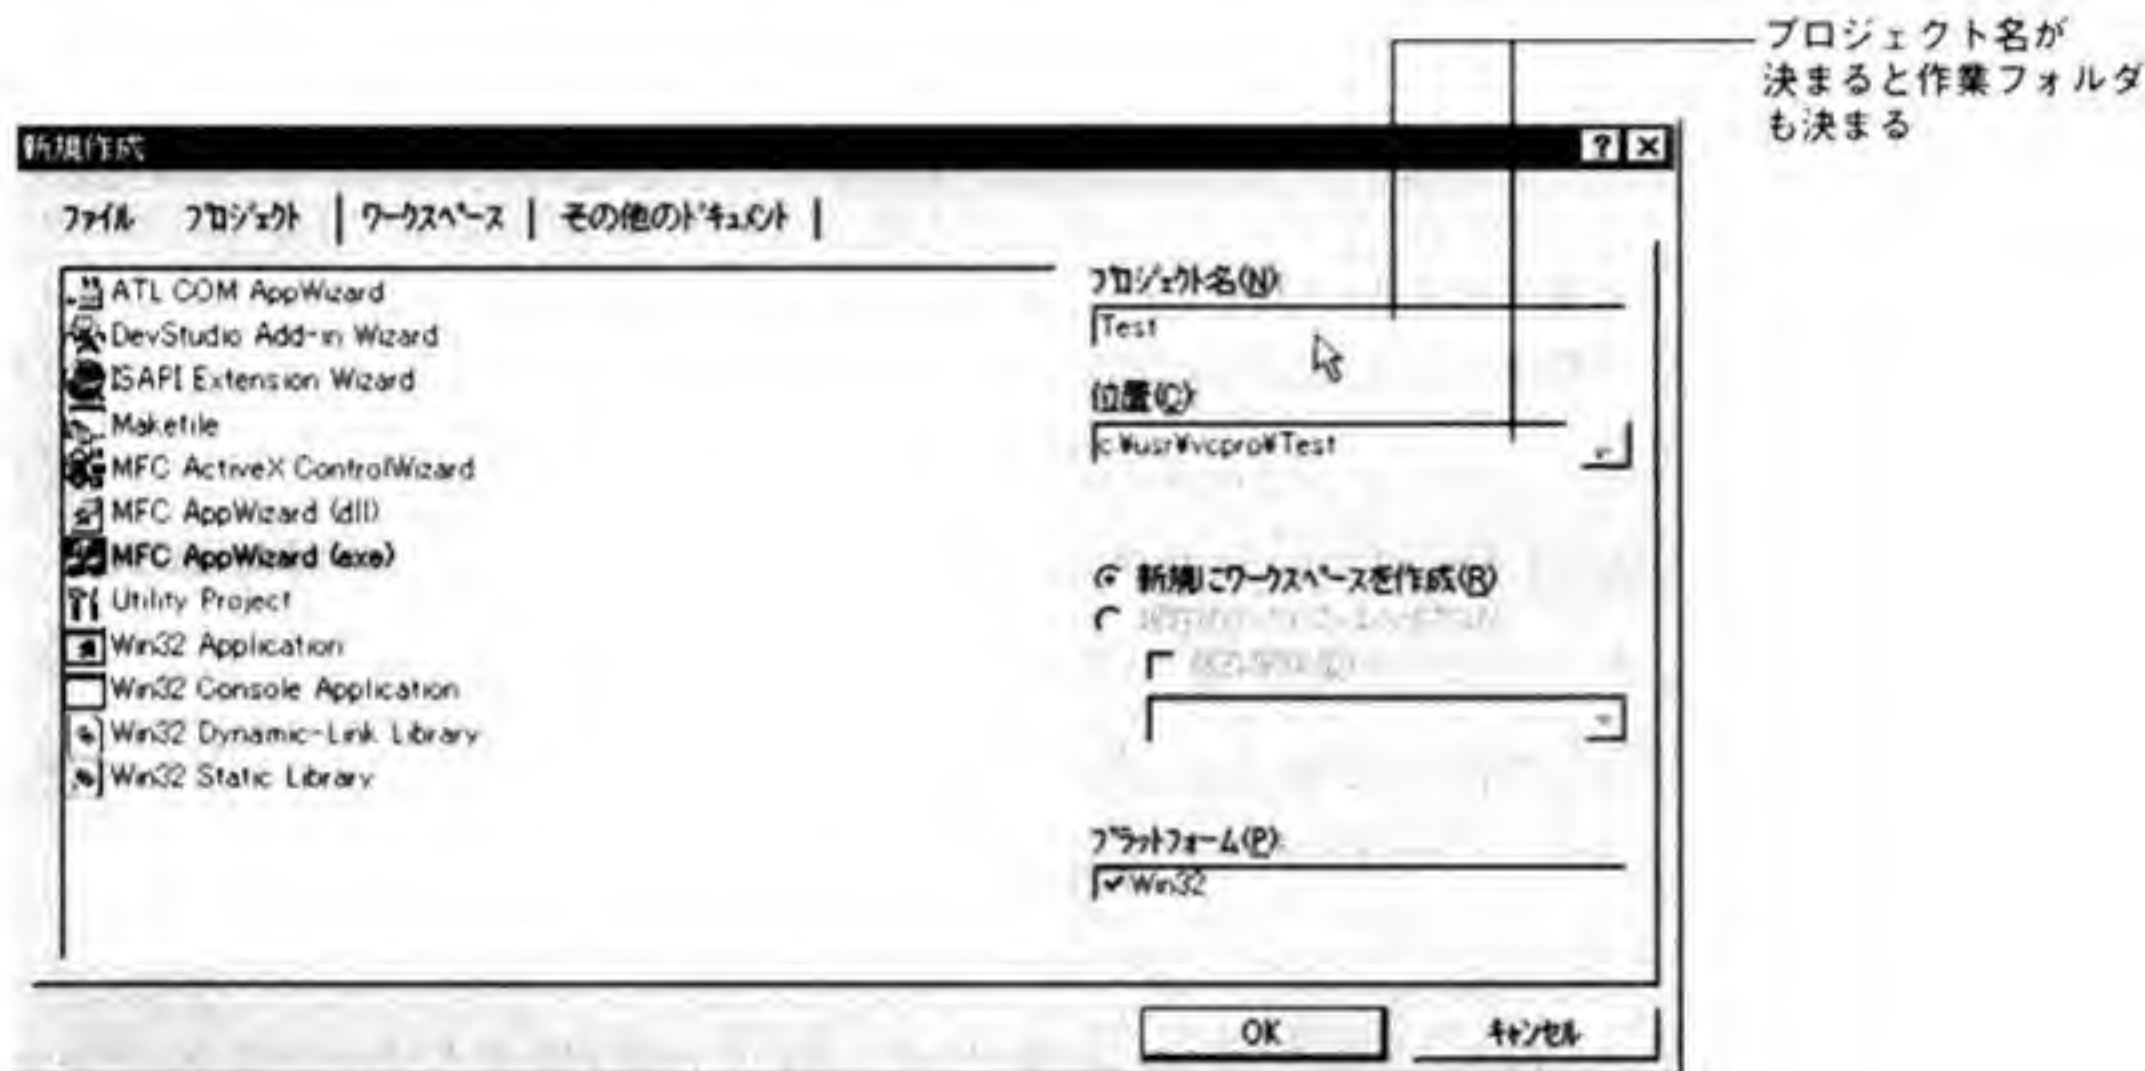 プロジェクト名が
決まると作業フォルダ
も決まる
新規作成
ファイル プロジェクト ワークスペース その他のドキュメント
ATL COM AppWizard
DevStudio Add-in Wizard
ISAPI Extension Wizard
Makefile
MFC ActiveX ControlWizard
MFC AppWizard (dll)
MFC AppWizard (exe)
Utility Project
Win32 Application
Win32 Console Application
Win32 Dynamic-Link Library
Win32 Static Library
プロジェクト名(N):
Test
位置(C):
c:¥usr¥vcpro¥Test
新規にワークスペースを作成(R)
プラットフォーム(P):
Win32
OK キャンセル